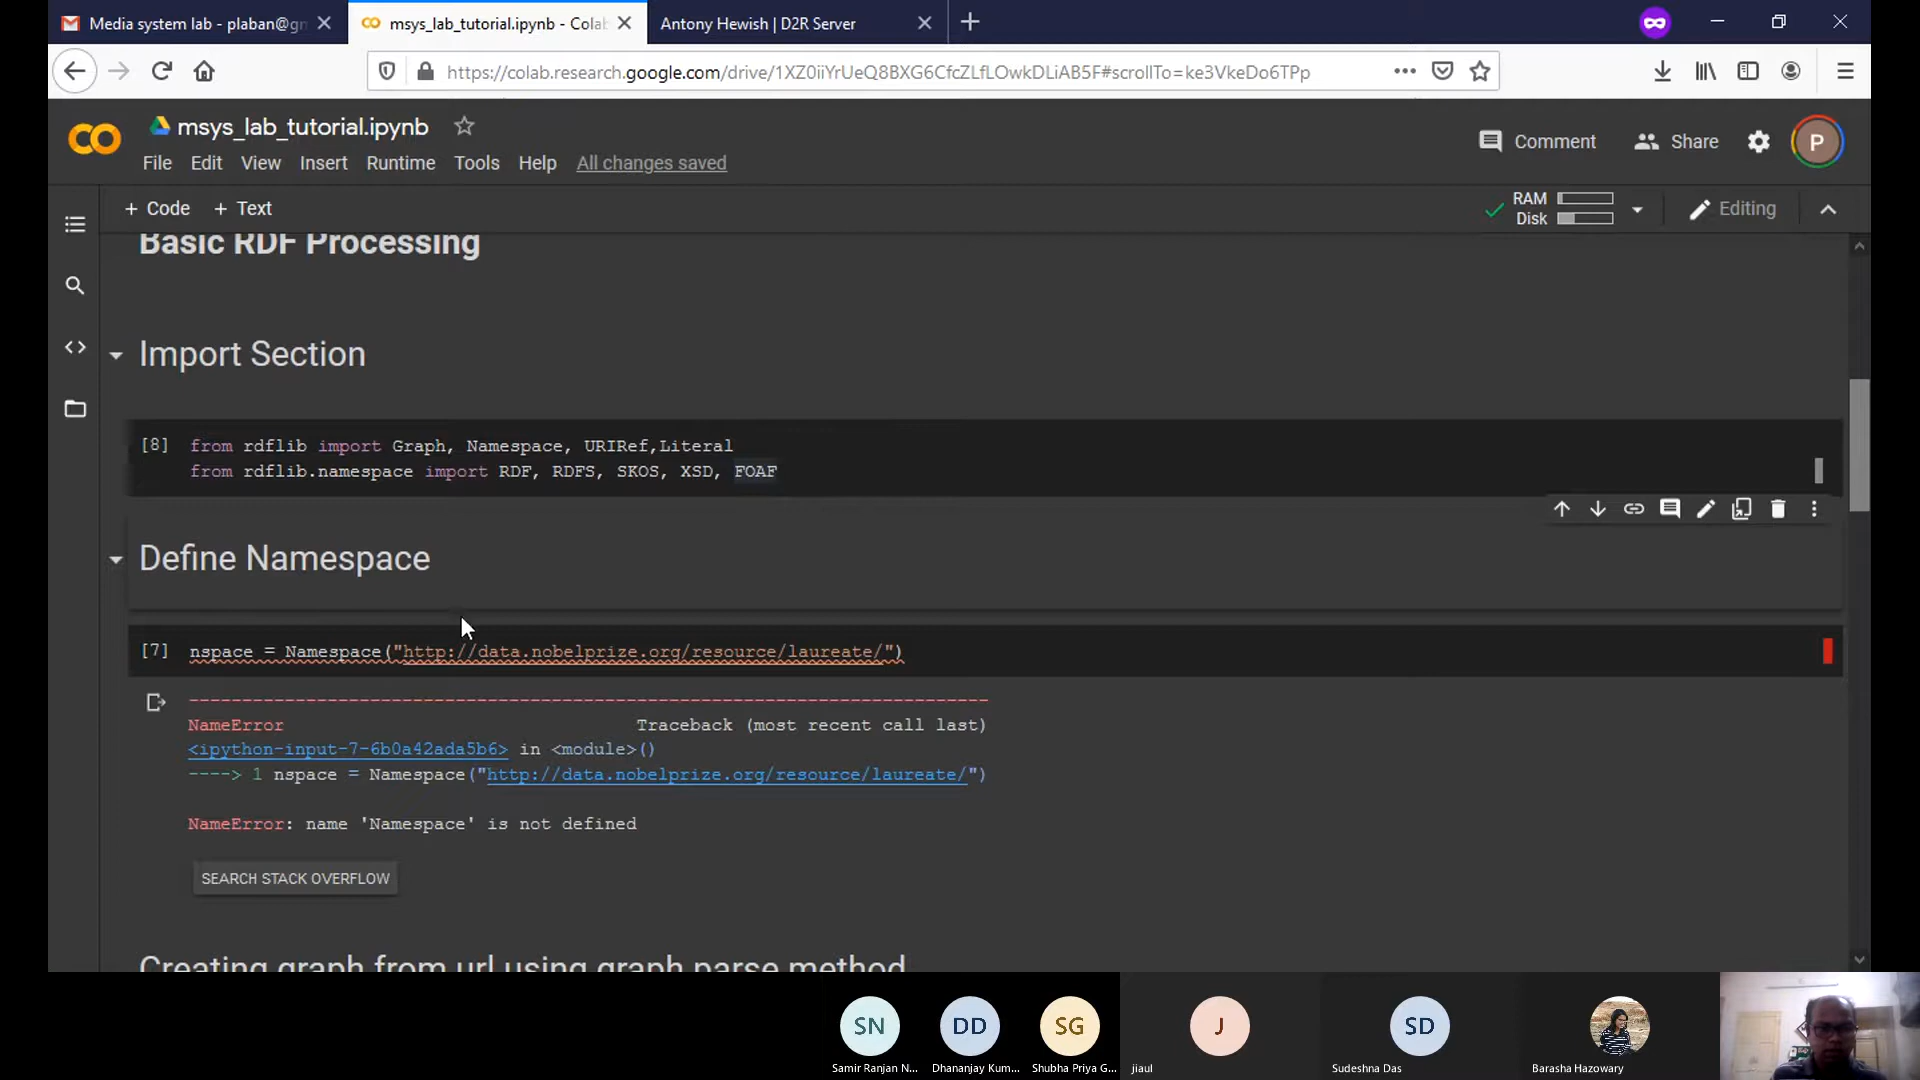 Media system lab - plaban@gn
msys_lab_tutorial.ipynb - Colab
Antony Hewish | D2R Server
https://colab.research.google.com/drive/1XZ0iiYrUeQ8BXG6CfcZLfLOwkDLiAB5F#scrollTo=ke3VkeDo6TPp
CO
msys_lab_tutorial.ipynb
Comment
Share
P
File Edit View Insert Runtime Tools Help All changes saved
+ Code + Text
RAM
Disk
Editing
Basic RDF Processing
Import Section
[8] from rdflib import Graph, Namespace, URIRef,Literal
from rdflib.namespace import RDF, RDFS, SKOS, XSD, FOAF
Define Namespace
[7] nspace = Namespace("http://data.nobelprize.org/resource/laureate/")
---------------------------------------------------------------------------
NameError Traceback (most recent call last)
<ipython-input-7-6b0a42ada5b6> in <module>()
----> 1 nspace = Namespace("http://data.nobelprize.org/resource/laureate/")
NameError: name 'Namespace' is not defined
SEARCH STACK OVERFLOW
Creating graph from url using graph parse method
SN
DD
SG
J
SD
Samir Ranjan N...
Dhananjay Kum...
Shubha Priya G...
jiaul
Sudeshna Das
Barasha Hazowary